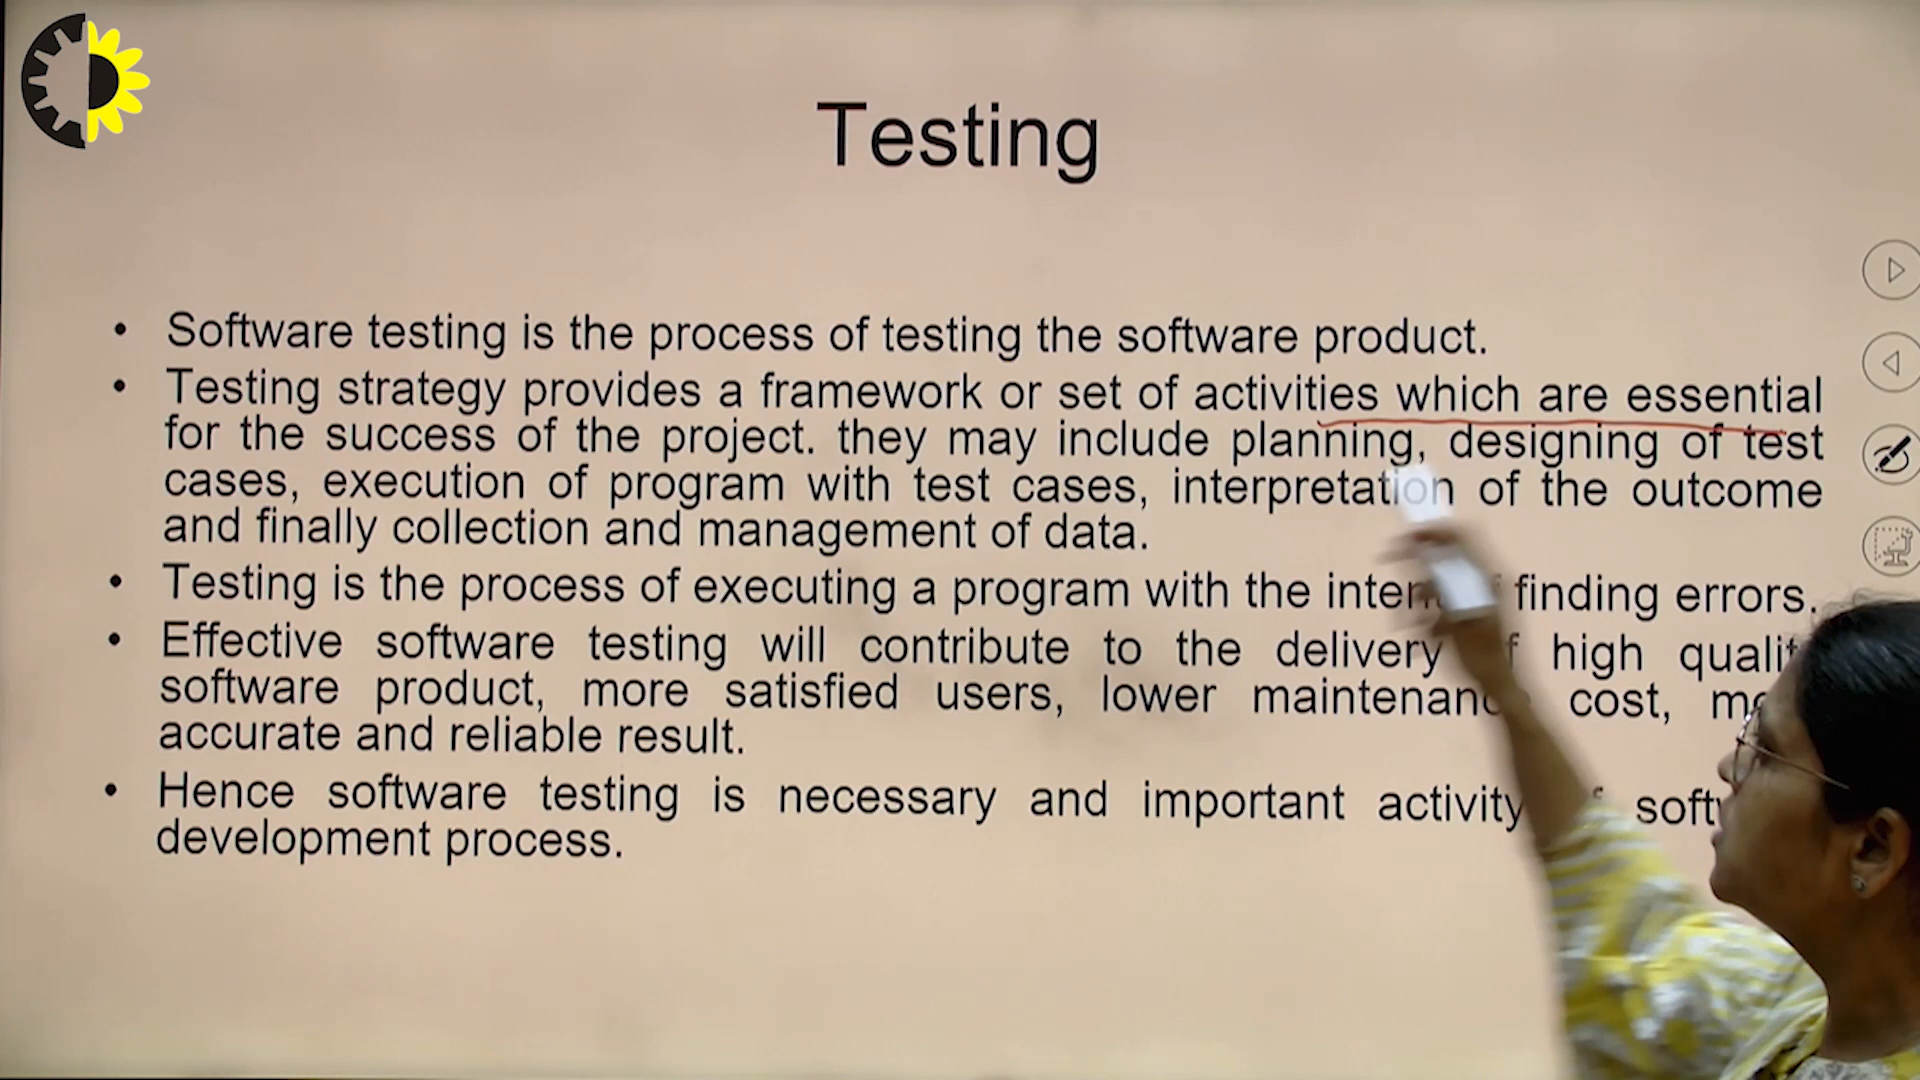 Testing
• Software testing is the process of testing the software product.
• Testing strategy provides a framework or set of activities which are essential
for the success of the project. they may include planning, designing of test
cases, execution of program with test cases, interpretation of the outcome
and finally collection and management of data.
• Testing is the process of executing a program with the finding errors.
• Effective software testing will contribute to the delivery high
software product, more satisfied users, lower cost,
accurate and reliable result.
• Hence software testing is necessary and important activity
development process.